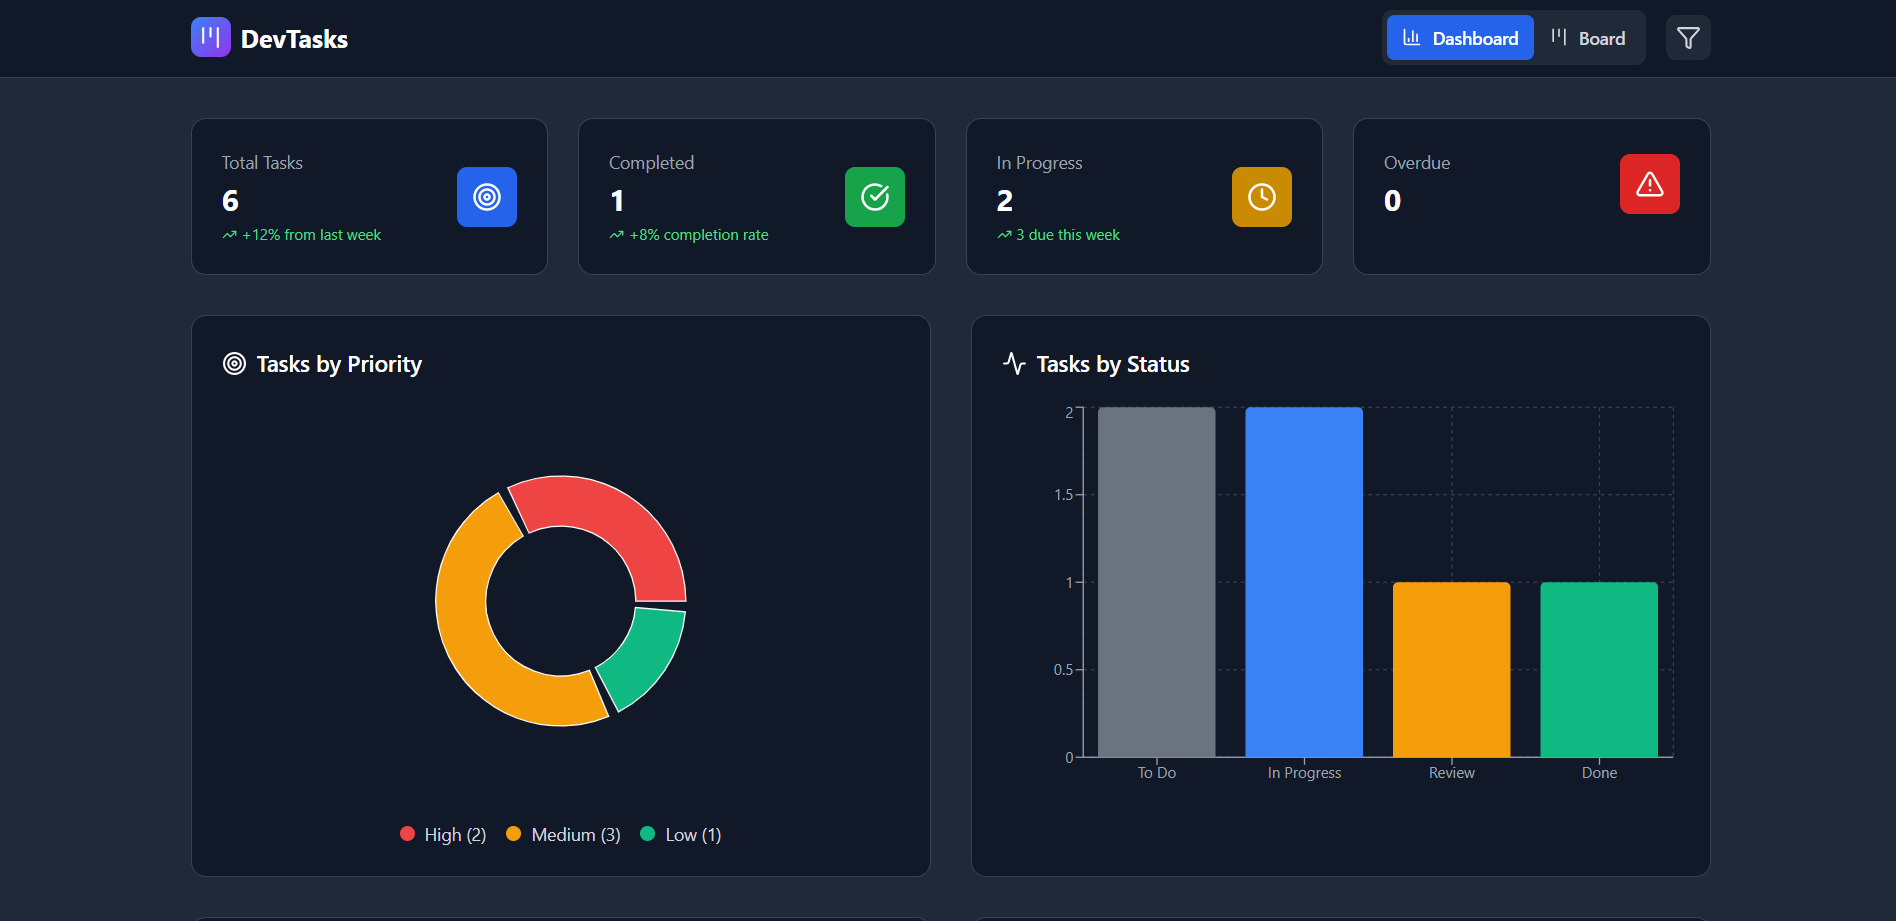 DevTasks
Dashboard
Board
Total Tasks
6
+12% from last week
Completed
1
+8% completion rate
In Progress
2
3 due this week
Overdue
0
Tasks by Priority
High (2)
Medium (3)
Low (1)
Tasks by Status
2
1.5
1
0.5
0
To Do
In Progress
Review
Done